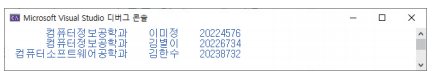 Microsoft Visual Studio 디버그 콘솔
컴퓨터정보공학과 이미정 20224576
컴퓨터정보공학과 김별이 20226734
컴퓨터소프트웨어공학과 김한수 20238732